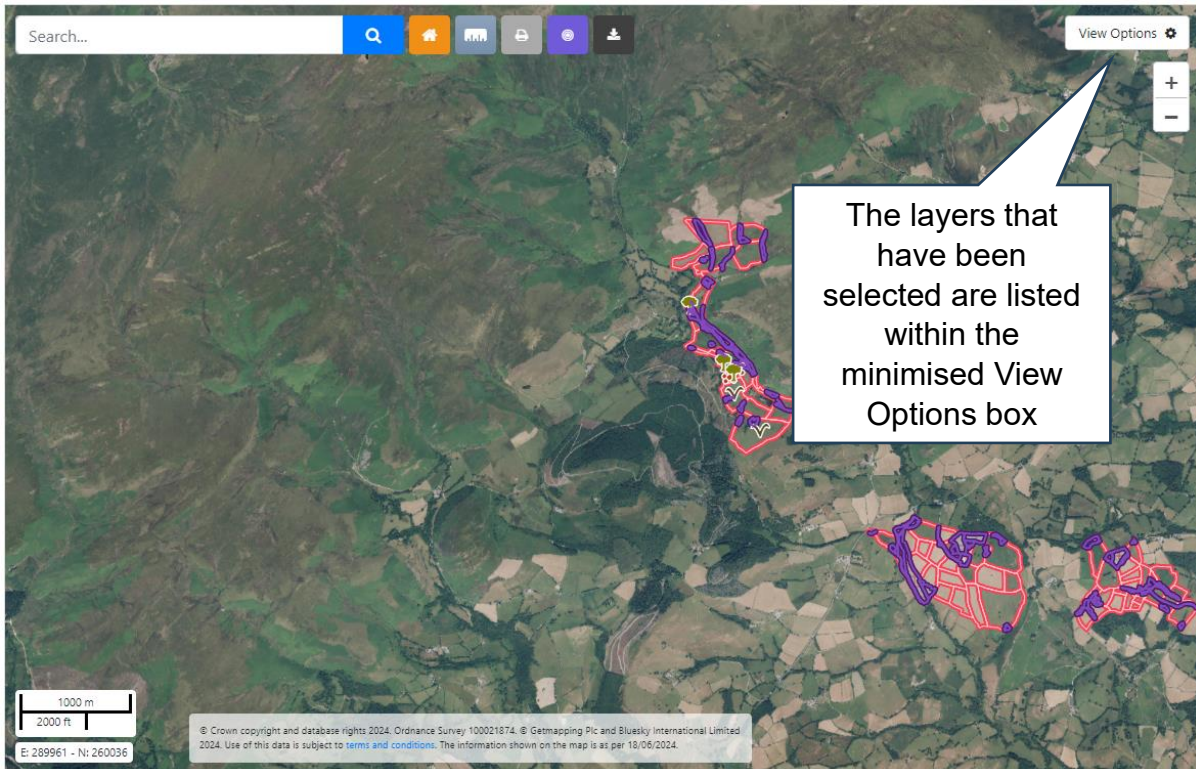 Search...
View Options
+
−
The layers that
have been
selected are listed
within the
minimised View
Options box
1000 m
2000 ft
E: 289961 - N: 260036
© Crown copyright and database rights 2024. Ordnance Survey 100021874. © Getmapping Plc and Bluesky International Limited
2024. Use of this data is subject to terms and conditions. The information shown on the map is as per 18/06/2024.